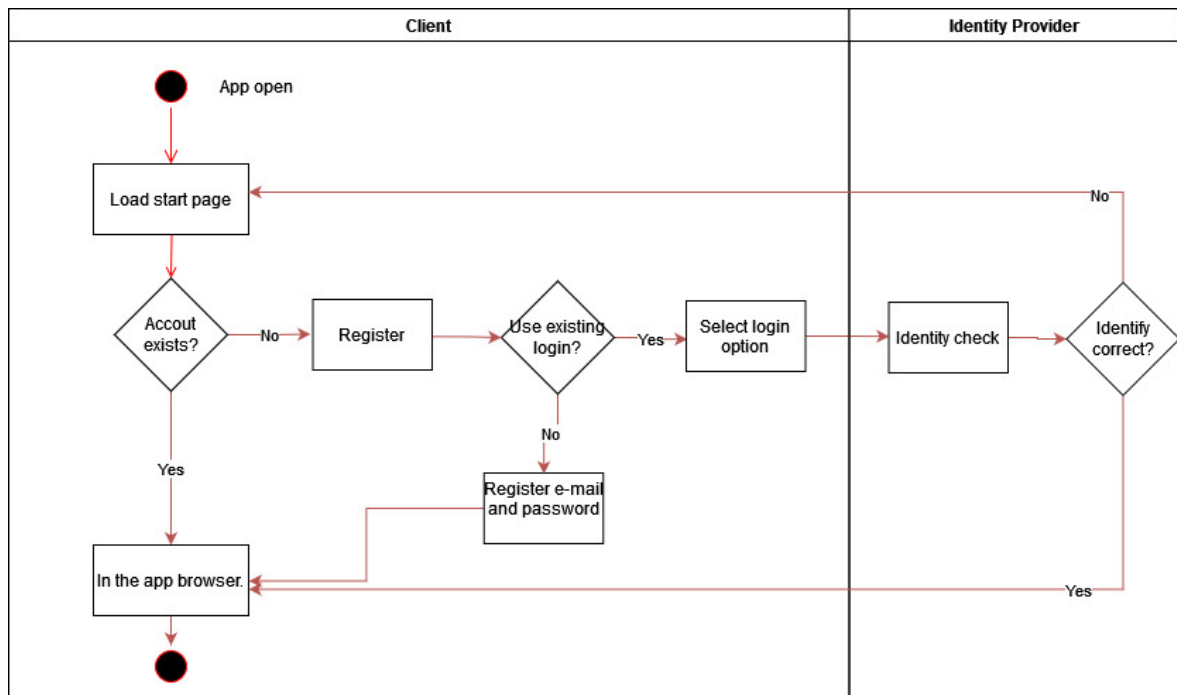 Client
Identity Provider
App open
Load start page
No
Accout
exists?
No
Register
Use existing
login?
Yes
Select login
option
Identity check
Identify
correct?
No
Yes
Register e-mail
and password
In the app browser.
Yes